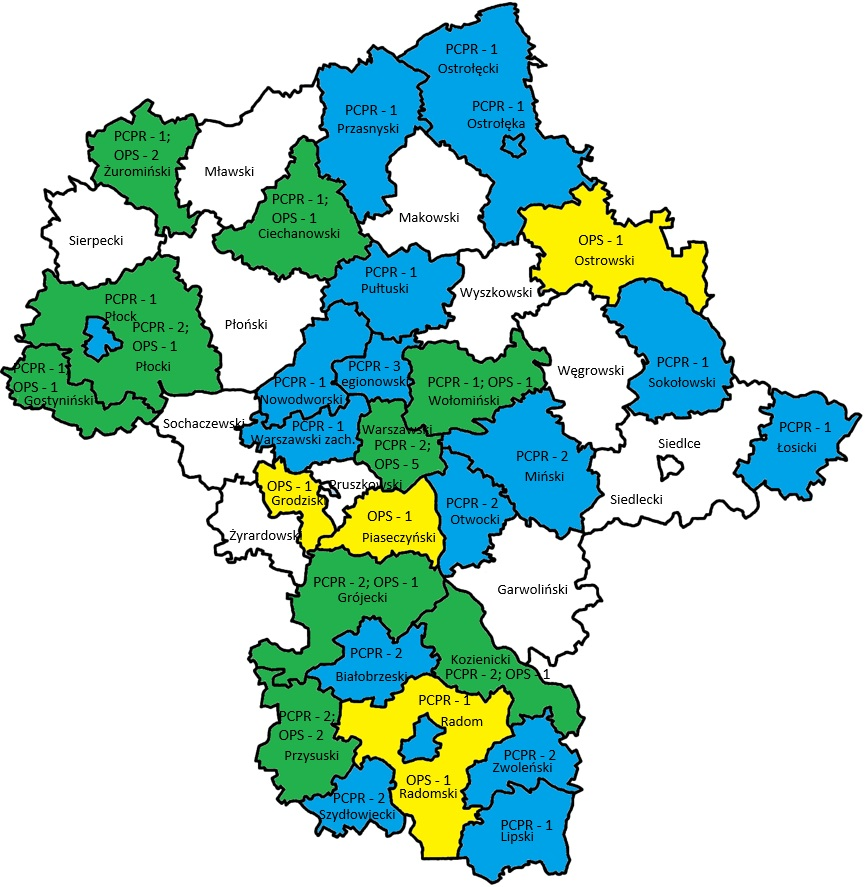 PCPR - 1
Ostrołęcki
PCPR - 1
Ostrołęka
PCPR - 1
Przasnyski
PCPR - 1;
OPS - 2
Żuromiński
Mławski
PCPR - 1;
OPS - 1
Ciechanowski
Makowski
Sierpecki
OPS - 1
Ostrowski
PCPR - 1
Pułtuski
Wyszkowski
PCPR - 1
Płock
PCPR - 2;
OPS - 1
Płocki
Płoński
PCPR - 1;
OPS - 1
Gostyniński
PCPR - 1
Nowodworski
PCPR - 3
Legionowski
PCPR - 1; OPS - 1
Wołomiński
Węgrowski
PCPR - 1
Sokołowski
Sochaczewski
PCPR - 1
Warszawski zach.
Warszawski
PCPR - 2;
OPS - 5
PCPR - 2
Miński
Siedlce
Siedlecki
PCPR - 1
Łosicki
OPS - 1
Grodziski
Pruszkowski
Żyrardowski
OPS - 1
Piaseczyński
PCPR - 2
Otwocki
Garwoliński
PCPR - 2; OPS - 1
Grójecki
PCPR - 2
Białobrzeski
Kozienicki
PCPR - 2; OPS - 1
PCPR - 1
Radom
PCPR - 2;
OPS - 2
Przysuski
OPS - 1
Radomski
PCPR - 2
Zwoleński
PCPR - 2
Szydłowiecki
PCPR - 1
Lipski